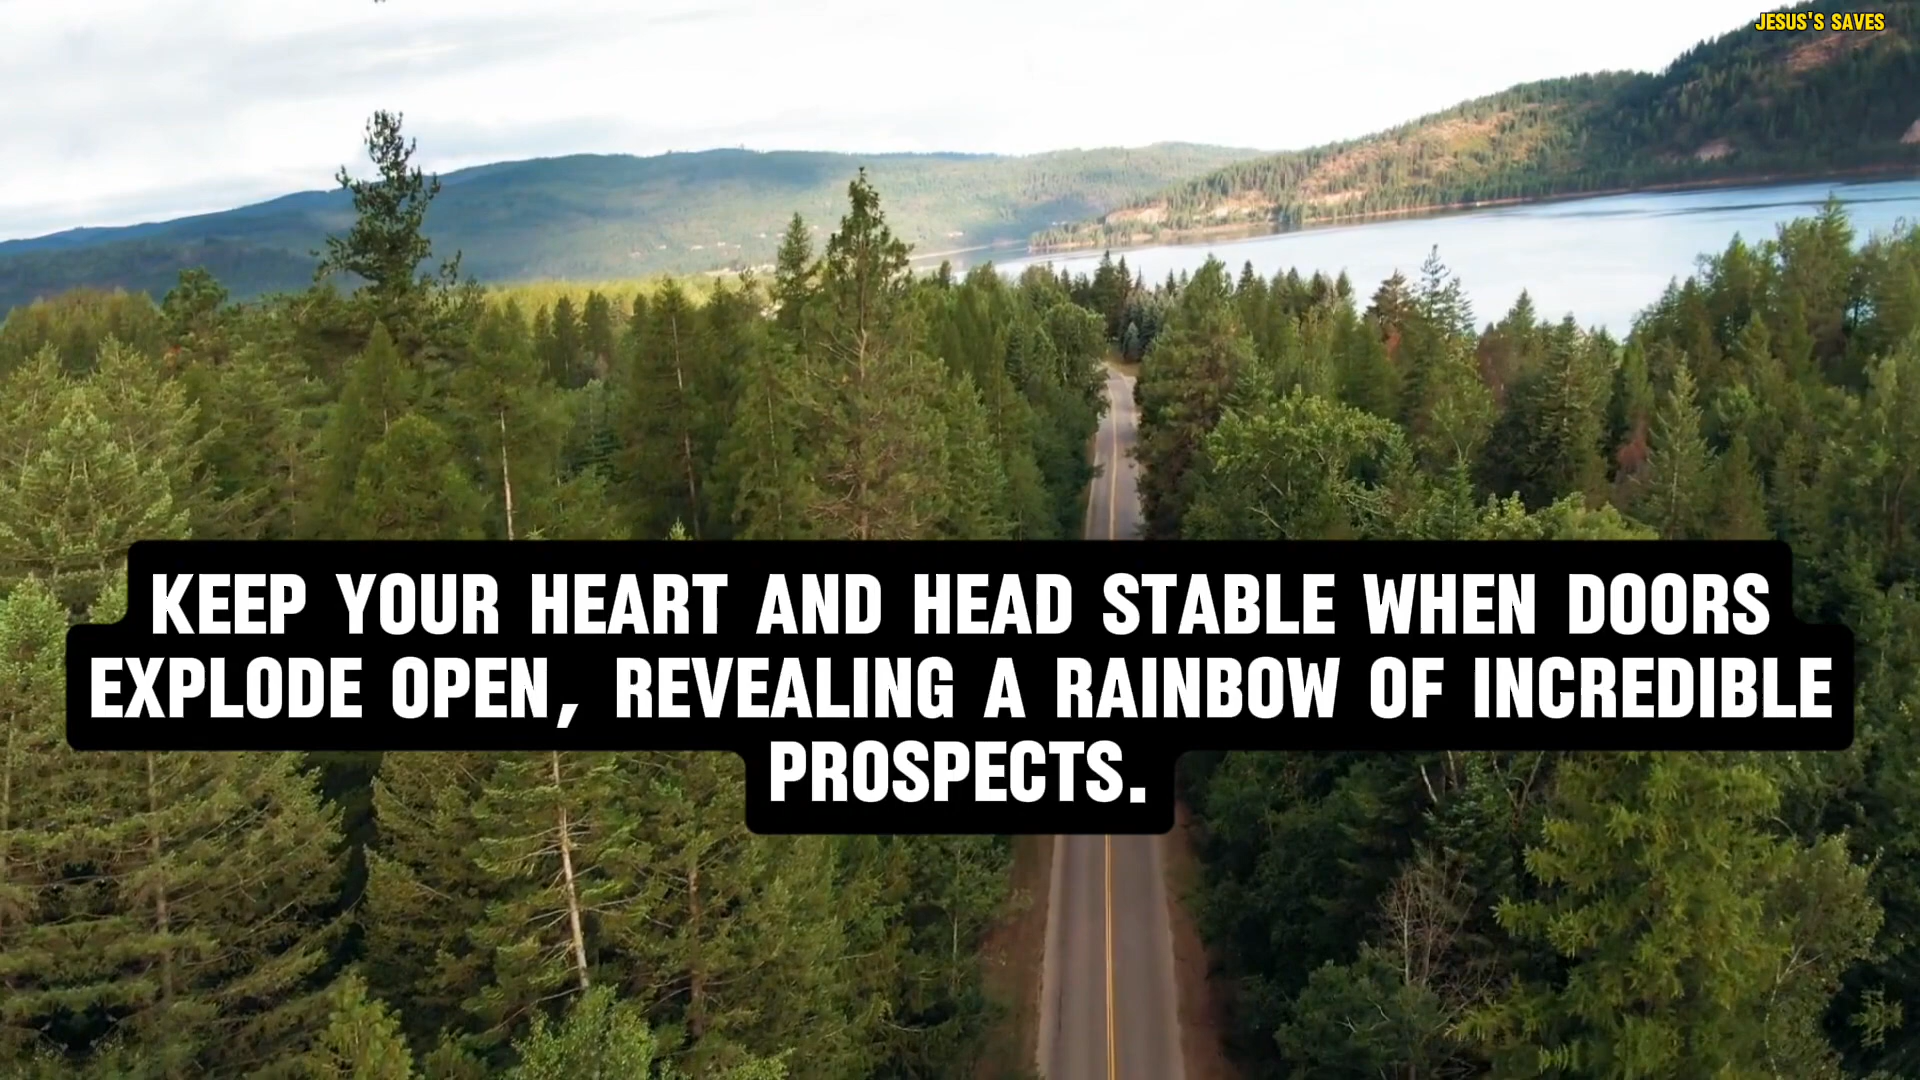 JESUS'S SAVES
KEEP YOUR HEART AND HEAD STABLE WHEN DOORS
EXPLODE OPEN, REVEALING A RAINBOW OF INCREDIBLE
PROSPECTS.